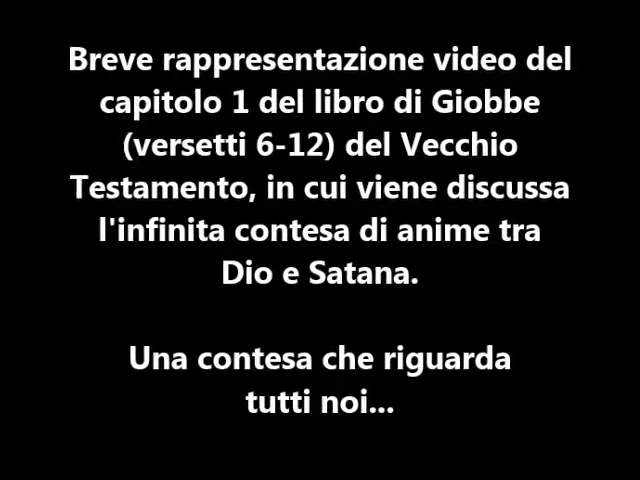 Breve rappresentazione video del
capitolo 1 del libro di Giobbe
(versetti 6-12) del Vecchio
Testamento, in cui viene discussa
l'infinita contesa di anime tra
Dio e Satana.
Una contesa che riguarda
tutti noi...